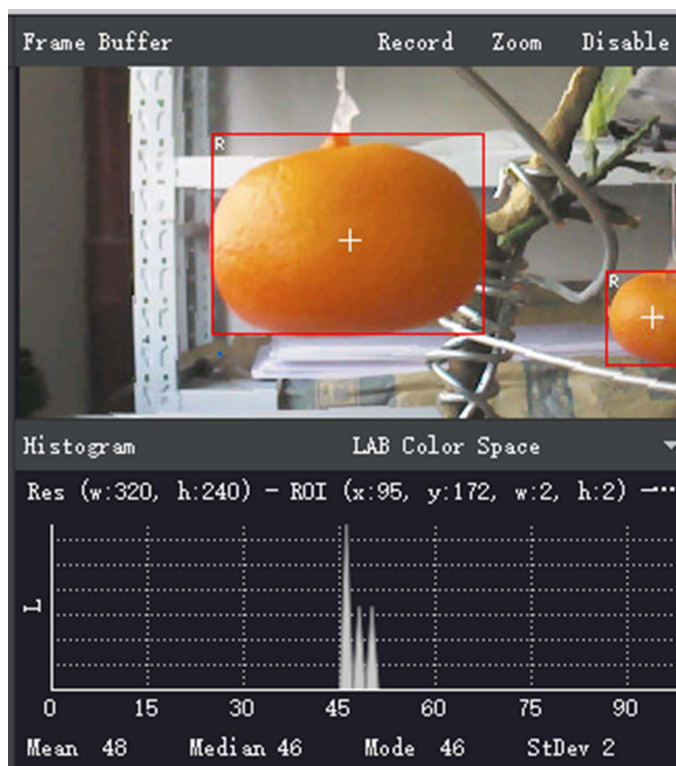 Frame Buffer Record Zoom Disable
R
R
Histogram LAB Color Space
Res (w:320, h:240) — ROI (x:95, y:172, w:2, h:2) —···
L
0 15 30 45 60 75 90
Mean 48 Median 46 Mode 46 StDev 2